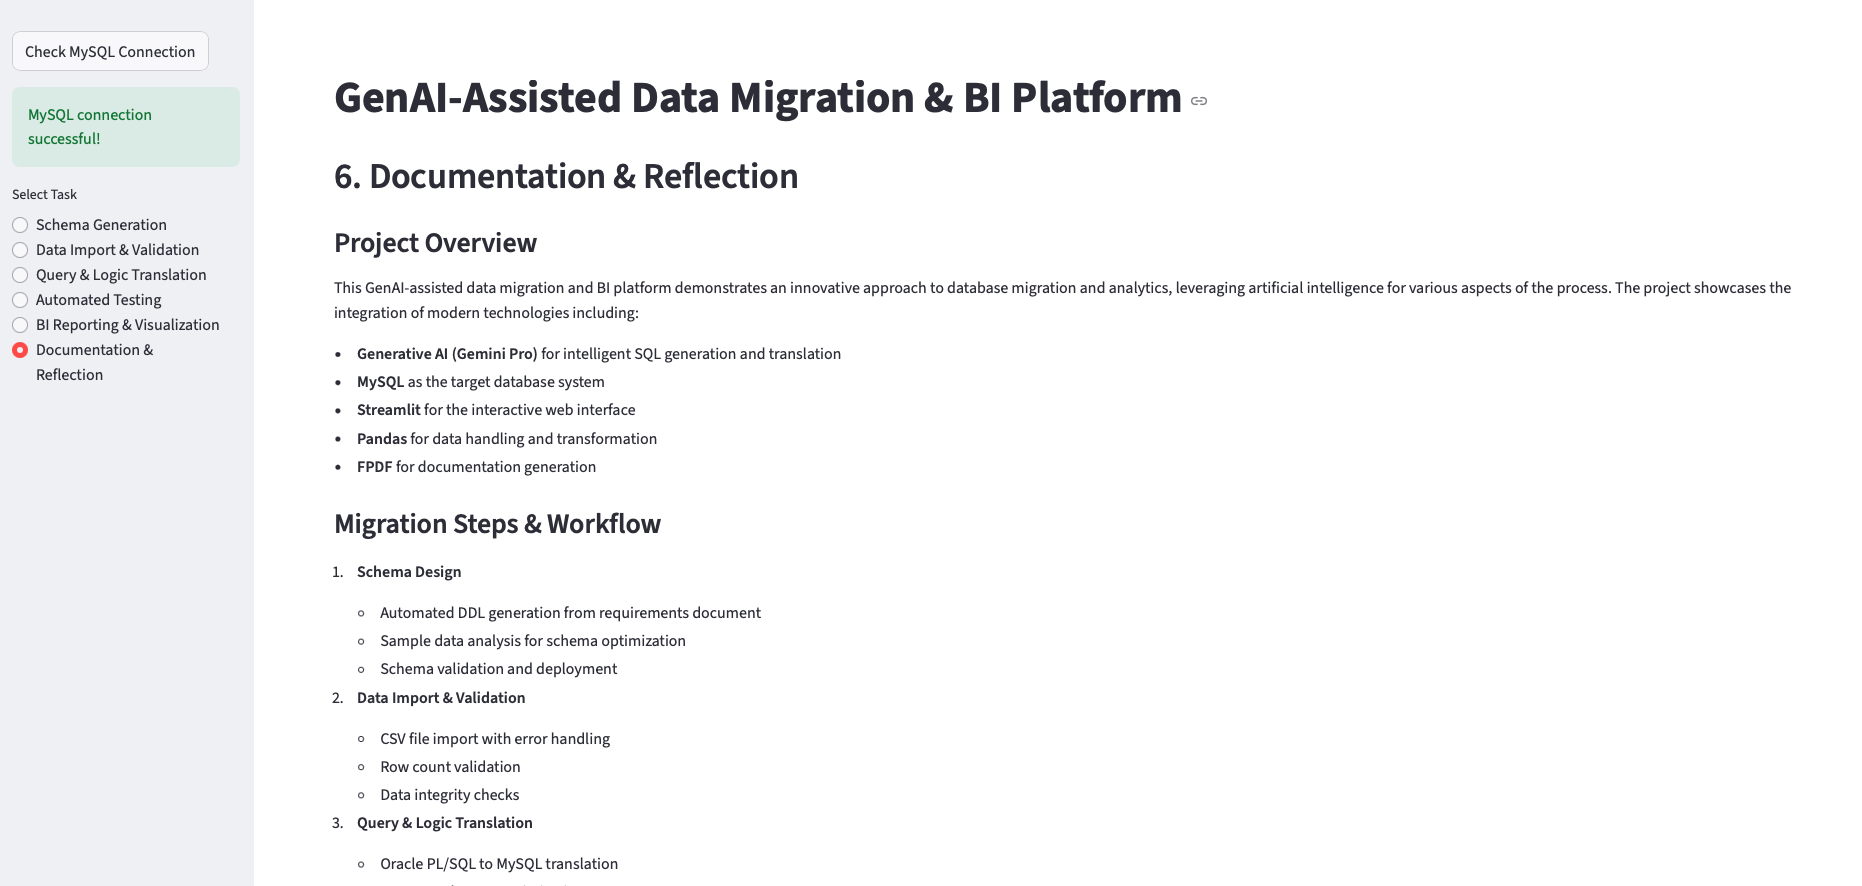 Check MySQL Connection
MySQL connection
successful!
Select Task
Schema Generation
Data Import & Validation
Query & Logic Translation
Automated Testing
BI Reporting & Visualization
Documentation &
Reflection
GenAI-Assisted Data Migration & BI Platform
6. Documentation & Reflection
Project Overview
This GenAI-assisted data migration and BI platform demonstrates an innovative approach to database migration and analytics, leveraging artificial intelligence for various aspects of the process. The project showcases the
integration of modern technologies including:
• Generative AI (Gemini Pro) for intelligent SQL generation and translation
• MySQL as the target database system
• Streamlit for the interactive web interface
• Pandas for data handling and transformation
• FPDF for documentation generation
Migration Steps & Workflow
1. Schema Design
◦ Automated DDL generation from requirements document
◦ Sample data analysis for schema optimization
◦ Schema validation and deployment
2. Data Import & Validation
◦ CSV file import with error handling
◦ Row count validation
◦ Data integrity checks
3. Query & Logic Translation
◦ Oracle PL/SQL to MySQL translation